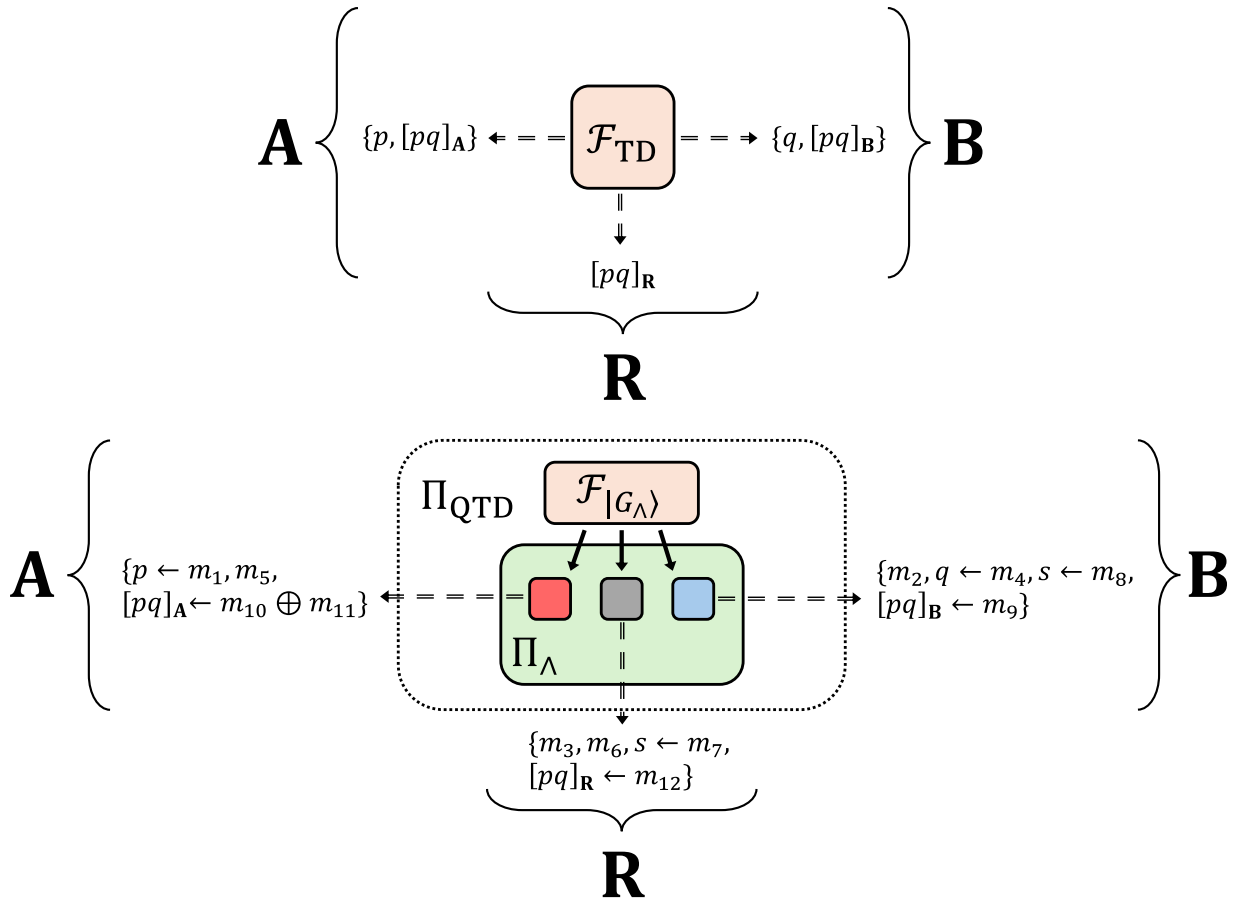 A {p, [pq]_A} ℱ_TD {q, [pq]_B} B
[pq]_R
R
Π_QTD ℱ_|G_∧⟩
A {p ← m_1, m_5,
[pq]_A ← m_10 ⊕ m_11}
Π_∧
{m_2, q ← m_4, s ← m_8,
[pq]_B ← m_9} B
{m_3, m_6, s ← m_7,
[pq]_R ← m_12}
R